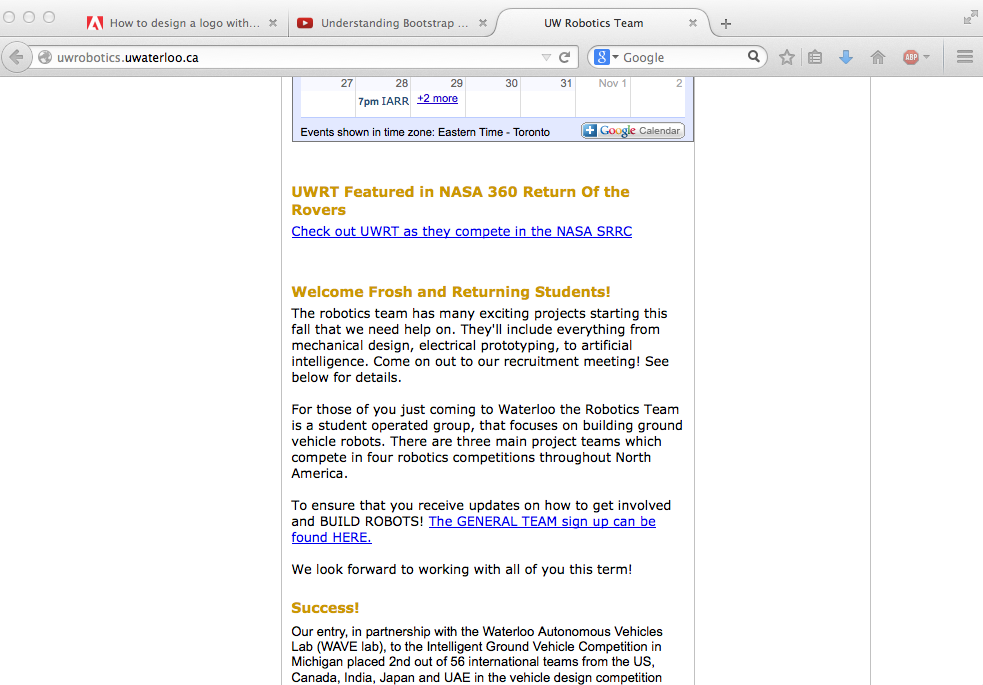 How to design a logo with...
Understanding Bootstrap ...
UW Robotics Team
uwrobotics.uwaterloo.ca
8
Google
ABP
27 28 29 30 31 Nov 1 2
7pm IARR +2 more
Events shown in time zone: Eastern Time - Toronto
Google Calendar
UWRT Featured in NASA 360 Return Of the
Rovers
Check out UWRT as they compete in the NASA SRRC
Welcome Frosh and Returning Students!
The robotics team has many exciting projects starting this
fall that we need help on. They'll include everything from
mechanical design, electrical prototyping, to artificial
intelligence. Come on out to our recruitment meeting! See
below for details.
For those of you just coming to Waterloo the Robotics Team
is a student operated group, that focuses on building ground
vehicle robots. There are three main project teams which
compete in four robotics competitions throughout North
America.
To ensure that you receive updates on how to get involved
and BUILD ROBOTS! The GENERAL TEAM sign up can be
found HERE.
We look forward to working with all of you this term!
Success!
Our entry, in partnership with the Waterloo Autonomous Vehicles
Lab (WAVE lab), to the Intelligent Ground Vehicle Competition in
Michigan placed 2nd out of 56 international teams from the US,
Canada, India, Japan and UAE in the vehicle design competition